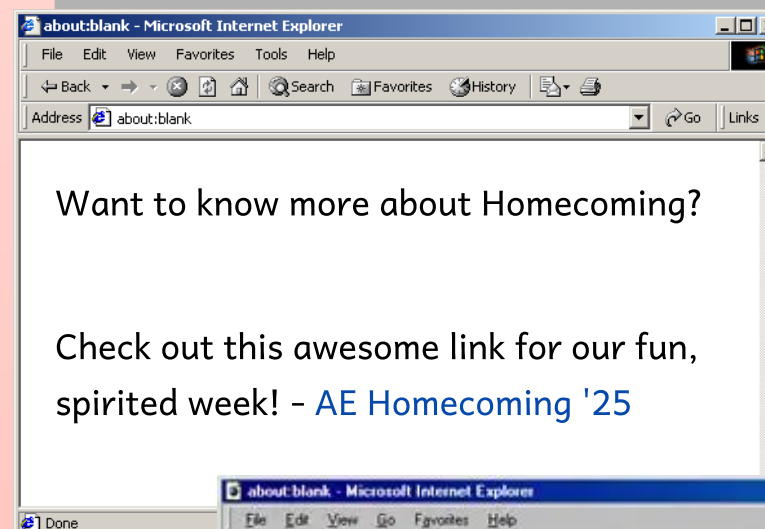 about:blank - Microsoft Internet Explorer
File Edit View Favorites Tools Help
Back Search Favorites History
Address about:blank Go Links
Want to know more about Homecoming?
Check out this awesome link for our fun,
spirited week! - AE Homecoming '25
about:blank - Microsoft Internet Explorer
File Edit View Go Favorites Help
Done